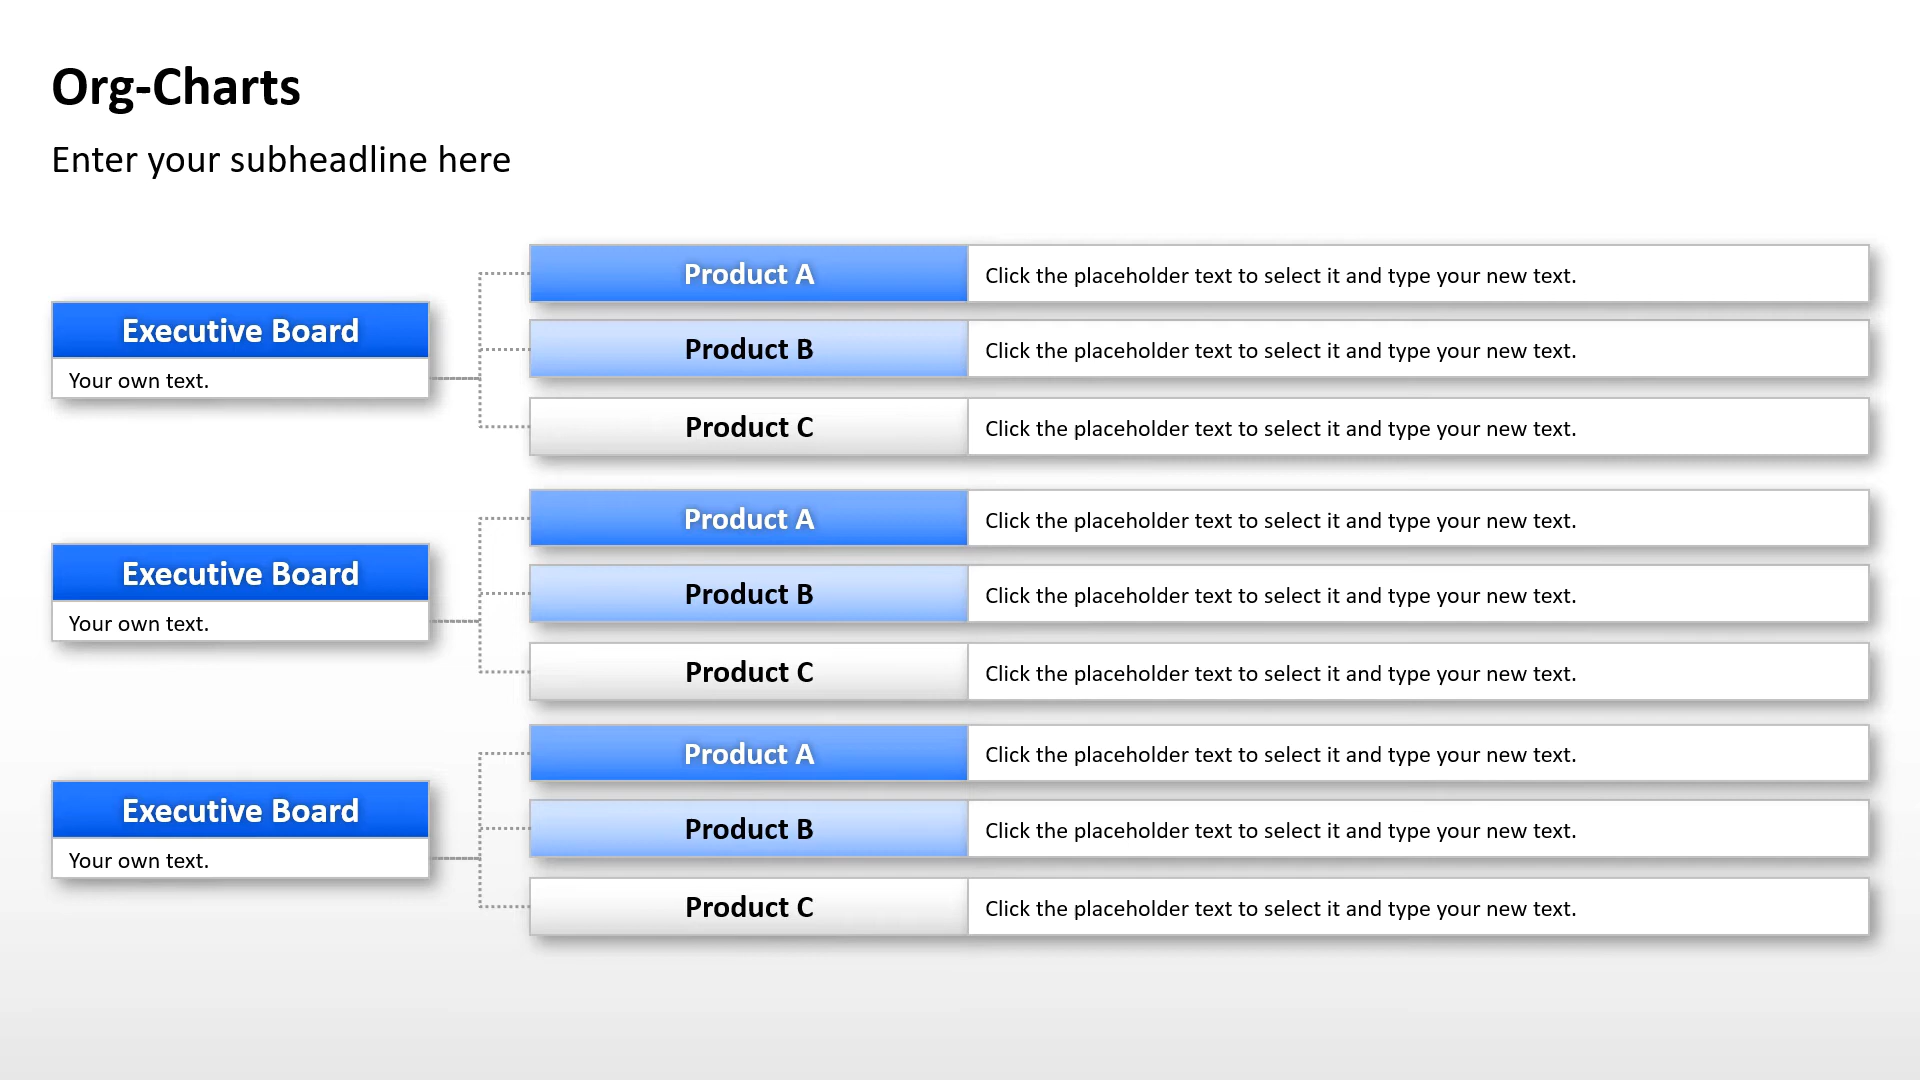 Org-Charts
Enter your subheadline here
Executive Board
Your own text.
Product A
Click the placeholder text to select it and type your new text.
Product B
Click the placeholder text to select it and type your new text.
Product C
Click the placeholder text to select it and type your new text.
Executive Board
Your own text.
Product A
Click the placeholder text to select it and type your new text.
Product B
Click the placeholder text to select it and type your new text.
Product C
Click the placeholder text to select it and type your new text.
Executive Board
Your own text.
Product A
Click the placeholder text to select it and type your new text.
Product B
Click the placeholder text to select it and type your new text.
Product C
Click the placeholder text to select it and type your new text.